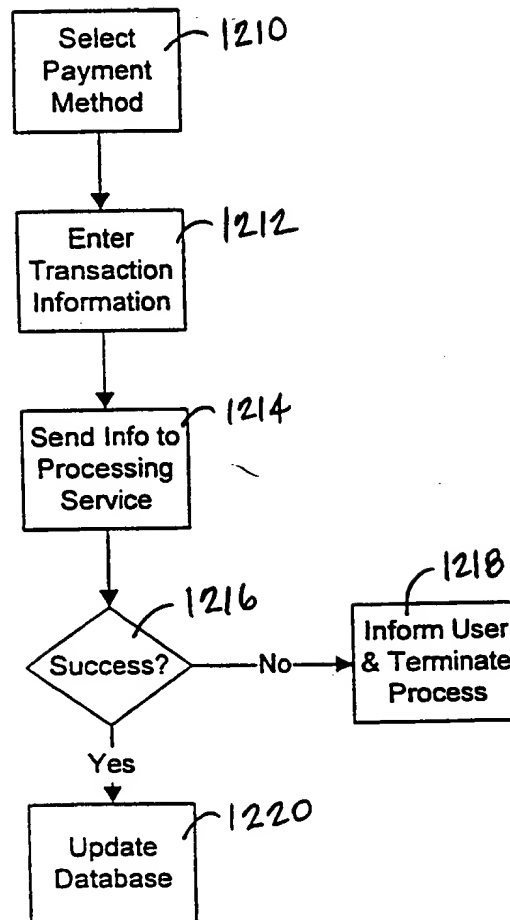 Select
Payment
Method
1210
Enter
Transaction
Information
1212
Send Info to
Processing
Service
1214
Success?
1216
No
Inform User
& Terminate
Process
1218
Yes
Update
Database
1220